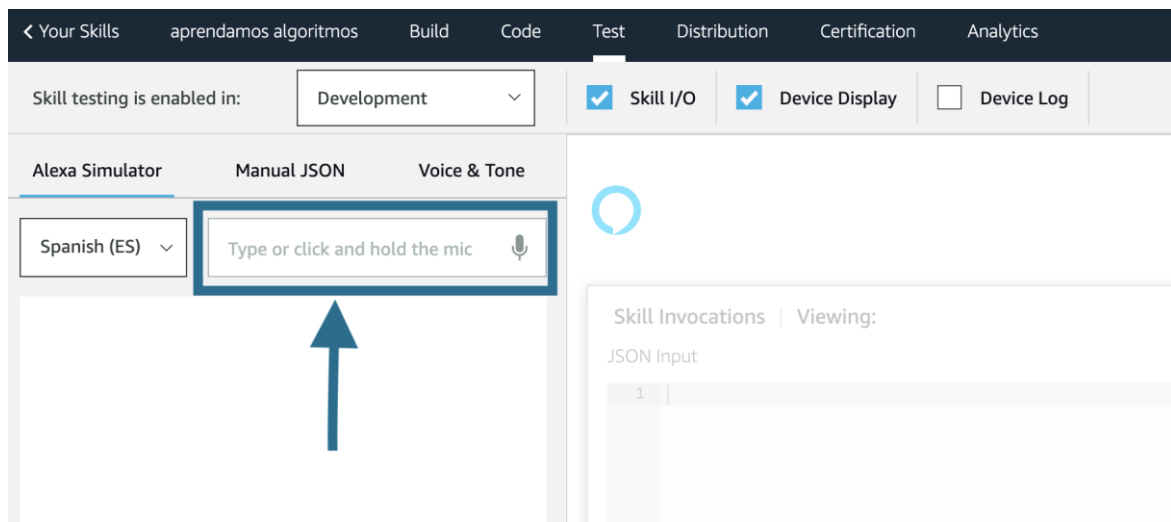 Your Skills aprendamos algoritmos Build Code Test Distribution Certification Analytics
Skill testing is enabled in: Development Skill I/O Device Display Device Log
Alexa Simulator Manual JSON Voice & Tone
Spanish (ES) Type or click and hold the mic
Skill Invocations | Viewing:
JSON Input
1